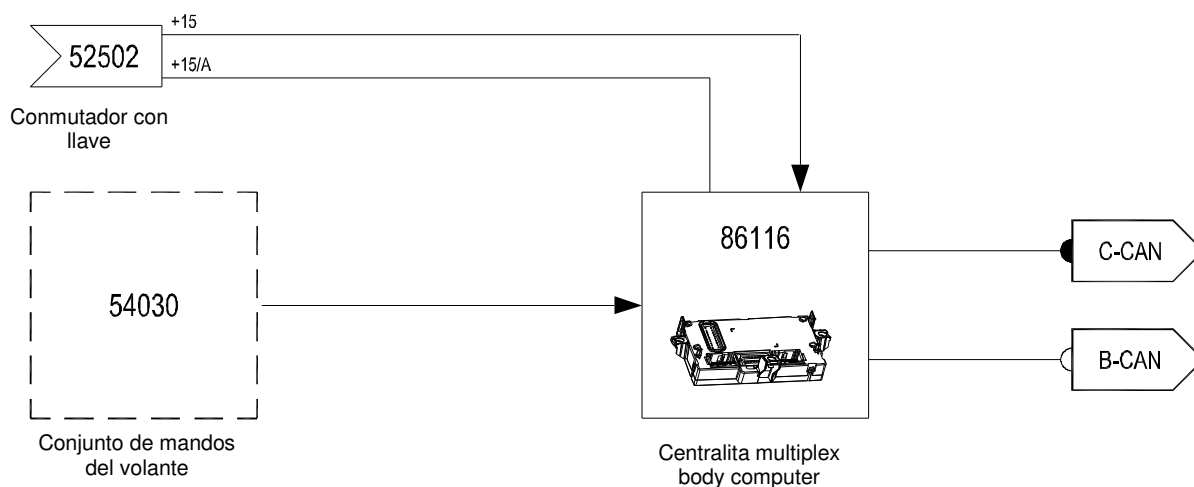 +15
52502
+15/A
Conmutador con
llave
86116
C-CAN
54030
B-CAN
Conjunto de mandos
del volante
Centralita multiplex
body computer